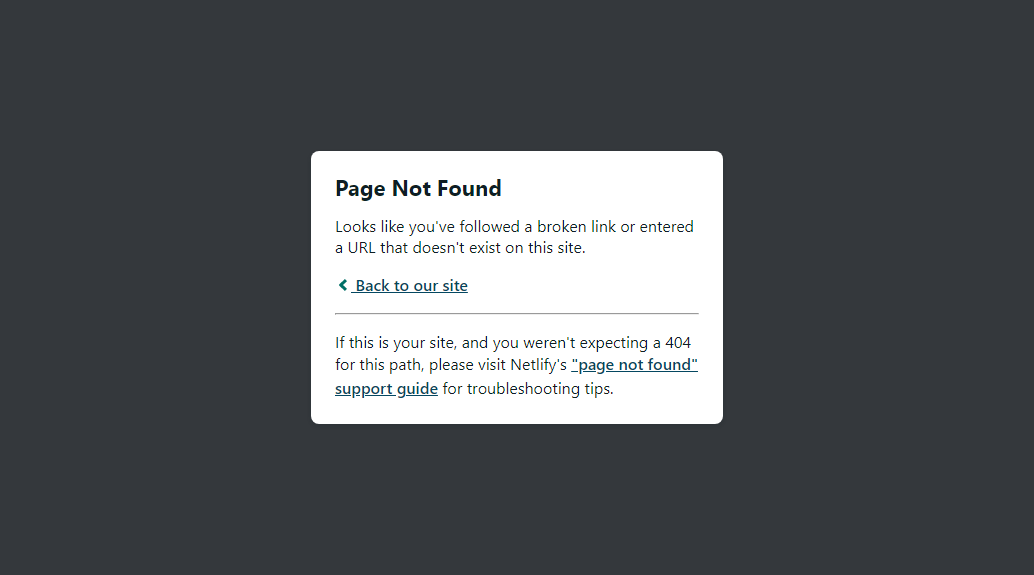 Page Not Found
Looks like you've followed a broken link or entered
a URL that doesn't exist on this site.
Back to our site
If this is your site, and you weren't expecting a 404
for this path, please visit Netlify's "page not found"
support guide for troubleshooting tips.